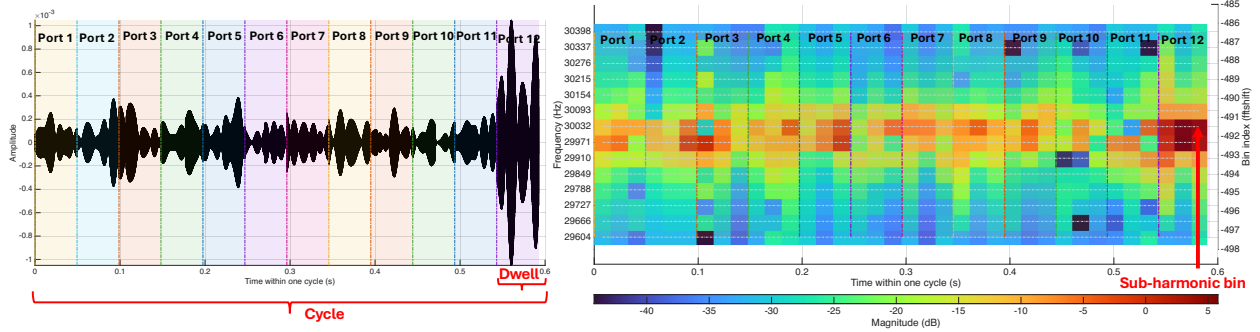 1
×10⁻³
Port 1 Port 2 Port 3 Port 4 Port 5 Port 6 Port 7 Port 8 Port 9 Port 10 Port 11 Port 12
0.8
0.6
0.4
0.2
0
-0.2
-0.4
-0.6
-0.8
-1
Amplitude
0 0.1 0.2 0.3 0.4 0.5 0.6
Time within one cycle (s)
Dwell
Cycle
Port 1 Port 2 Port 3 Port 4 Port 5 Port 6 Port 7 Port 8 Port 9 Port 10 Port 11 Port 12
30398
30337
30276
30215
30154
30093
30032
29971
29910
29849
29788
29727
29666
29604
Frequency (Hz)
-485
-486
-487
-488
-489
-490
-491
-492
-493
-494
-495
-496
-497
-498
Bin index (fftshift)
0 0.1 0.2 0.3 0.4 0.5 0.6
Time within one cycle (s)
Sub-harmonic bin
-40 -35 -30 -25 -20 -15 -10 -5 0 5
Magnitude (dB)